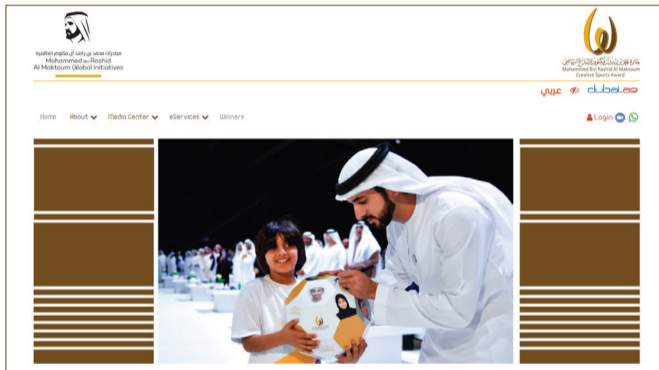 مبادرات محمد بن راشد آل مكتوم العالمية
Mohammed Bin Rashid
Al Maktoum Global Initiatives
Mohammed Bin Rashid Al Maktoum
Creative Sports Award
عربي
dubai.ae
Home About Media Center eServices Winners
Login